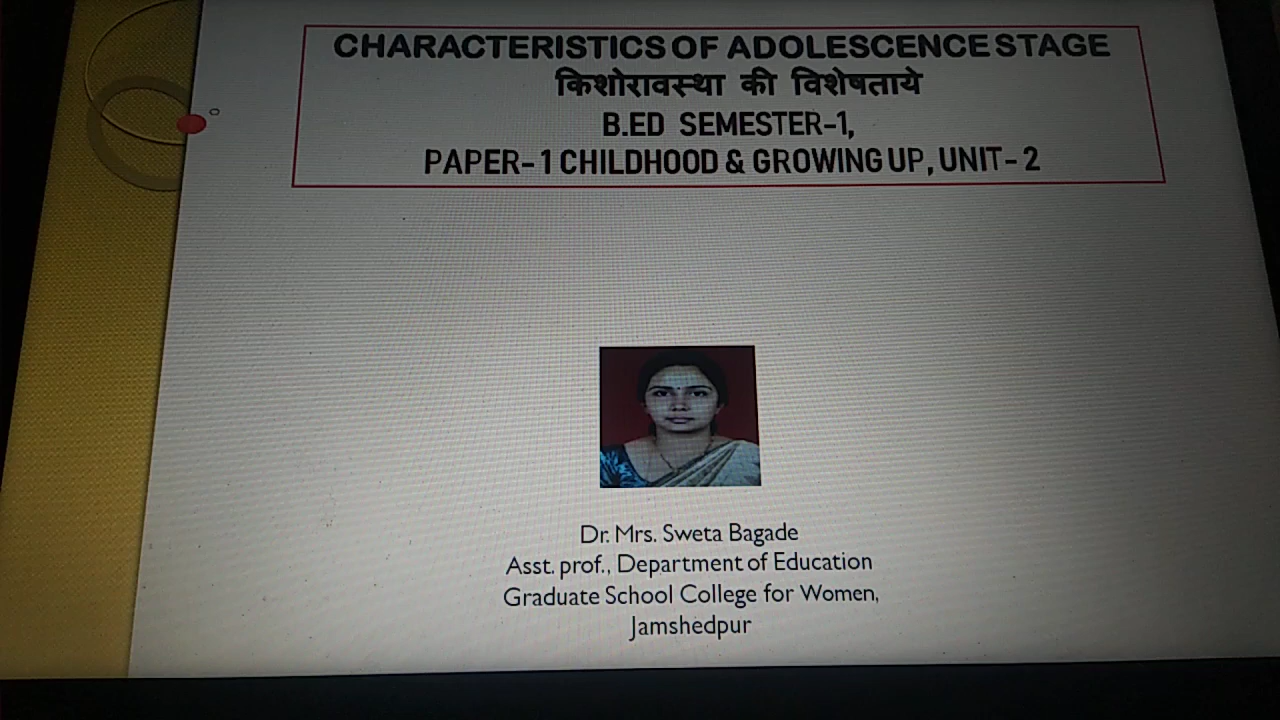 CHARACTERISTICS OF ADOLESCENCE STAGE
किशोरावस्था की विशेषताये
B.ED SEMESTER-1,
PAPER- 1 CHILDHOOD & GROWING UP, UNIT- 2
Dr. Mrs. Sweta Bagade
Asst. prof., Department of Education
Graduate School College for Women,
Jamshedpur